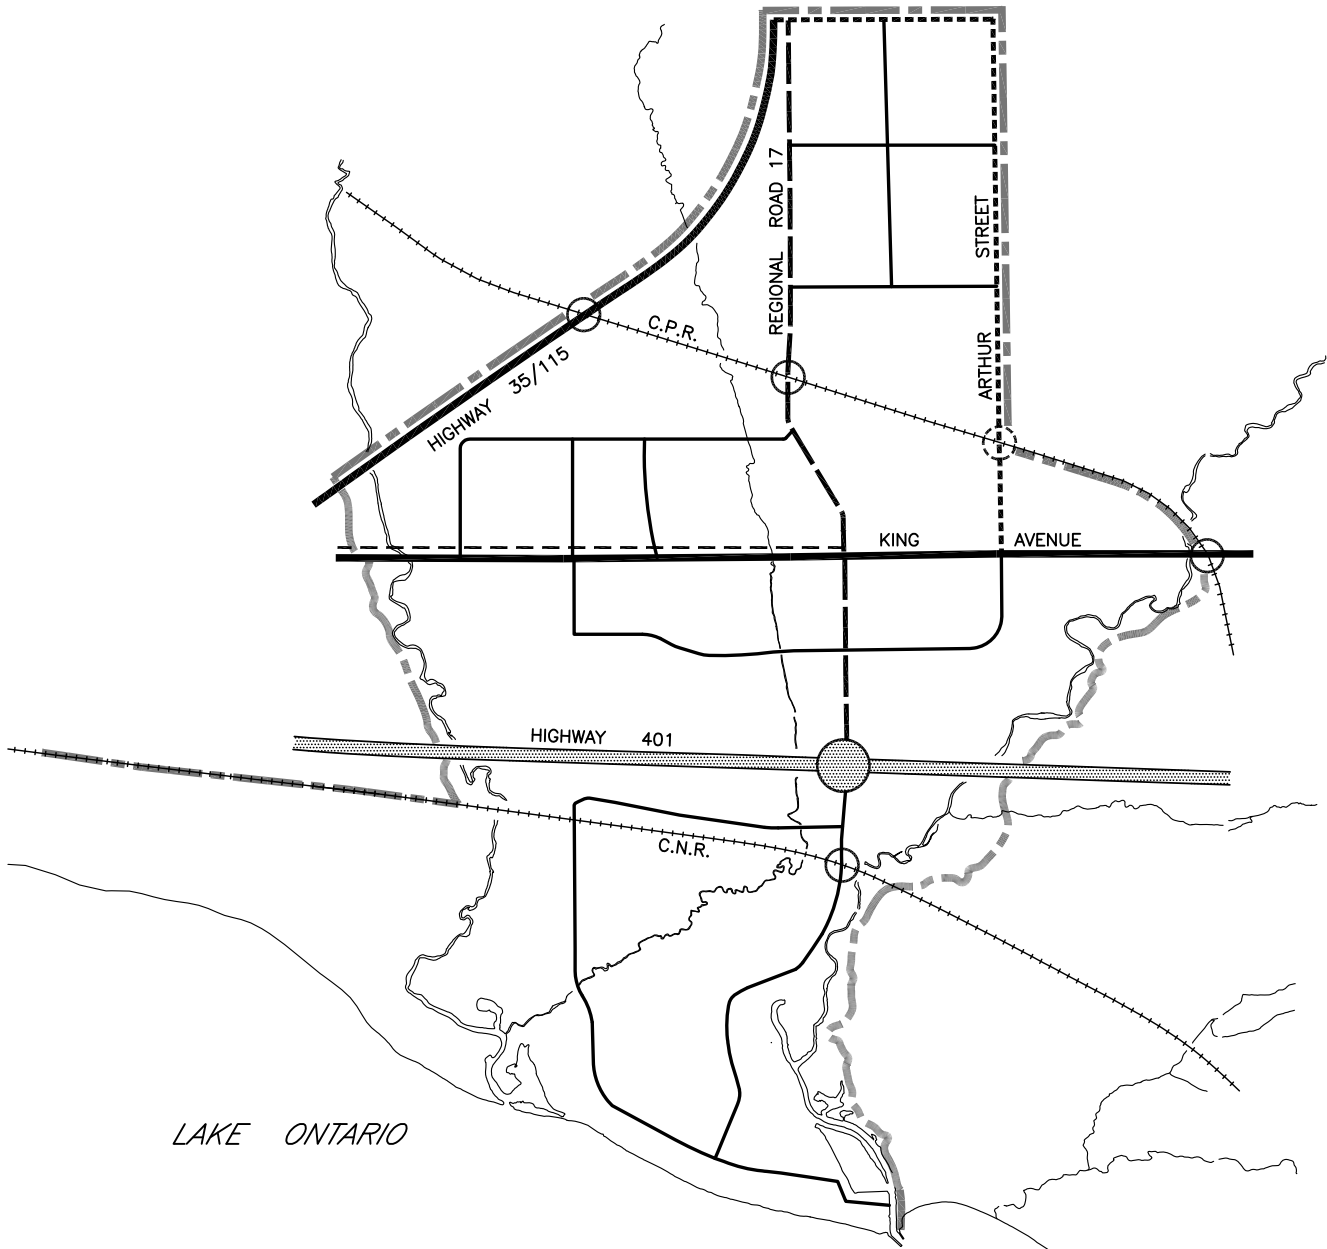 REGIONAL ROAD 17
ARTHUR STREET
C.P.R.
HIGHWAY 35/115
KING AVENUE
HIGHWAY 401
C.N.R.
LAKE ONTARIO